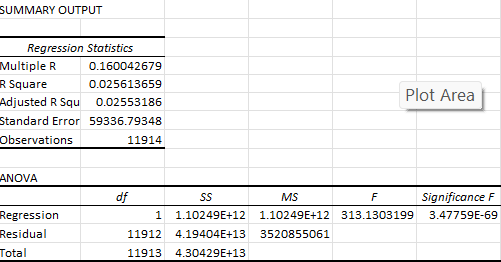 SUMMARY OUTPUT
Regression Statistics
Multiple R 0.160042679
R Square 0.025613659
Adjusted R Squ 0.02553186
Standard Error 59336.79348
Observations 11914
Plot Area
ANOVA
df SS MS F Significance F
Regression 1 1.10249E+12 1.10249E+12 313.1303199 3.47759E-69
Residual 11912 4.19404E+13 3520855061
Total 11913 4.30429E+13